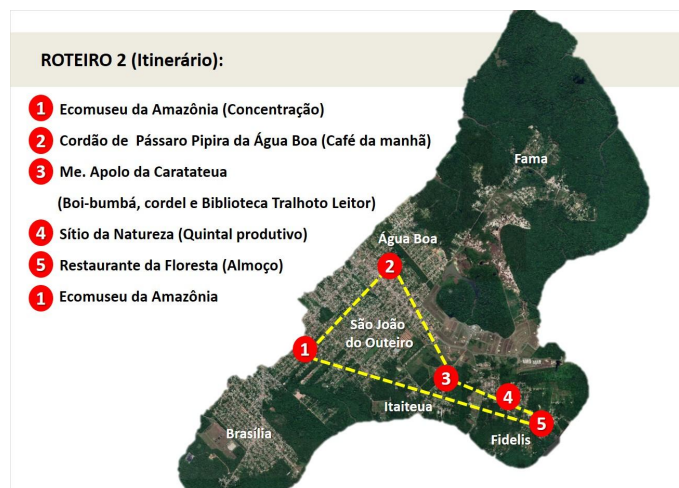 ROTEIRO 2 (Itinerário):
1 Ecomuseu da Amazônia (Concentração)
2 Cordão de Pássaro Pipira da Água Boa (Café da manhã)
3 Me. Apolo da Caratateua
(Boi-bumbá, cordel e Biblioteca Tralhoto Leitor)
4 Sítio da Natureza (Quintal produtivo)
5 Restaurante da Floresta (Almoço)
1 Ecomuseu da Amazônia
Fama
Água Boa
2
São João
do Outeiro
1
3
4
Itaiteua
5
Brasília
Fidelis